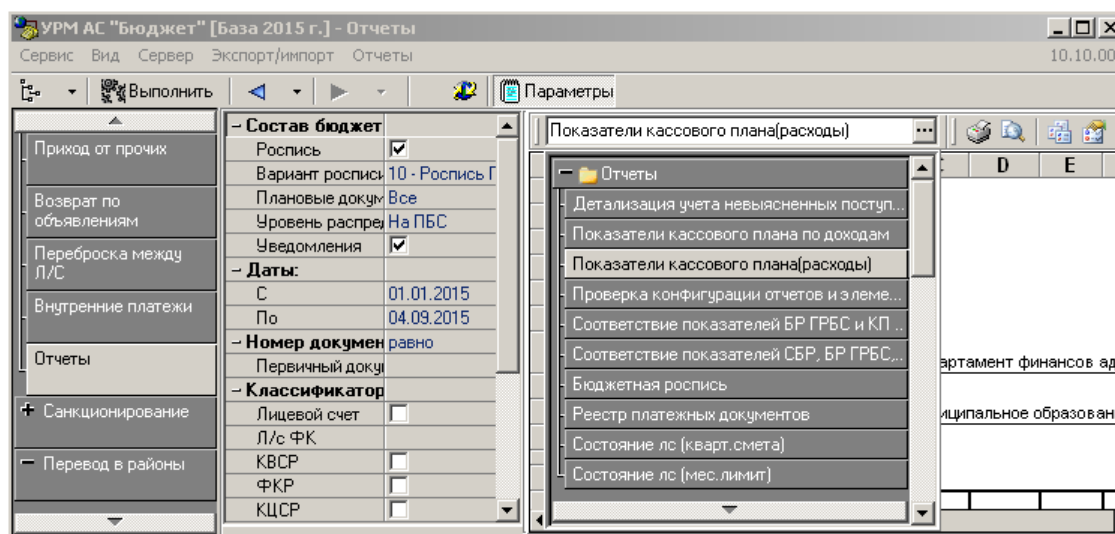 УРМ АС "Бюджет" [База 2015 г.] - Отчеты
Сервис Вид Сервер Экспорт/импорт Отчеты 10.10.00
Выполнить Параметры
Приход от прочих
Возврат по объявлениям
Переброска между Л/С
Внутренние платежи
Отчеты
Санкционирование
Перевод в районы
Состав бюджет
Роспись
Вариант роспись 10 - Роспись Г
Плановые докум Все
Уровень распред На ПБС
Уведомления
Даты:
С 01.01.2015
По 04.09.2015
Номер докумен равно
Первичный доку
Классификатор
Лицевой счет
Л/с ФК
КВСР
ФКР
КЦСР
Показатели кассового плана(расходы) ...
D E
Отчеты
Детализация учета невыясненных поступ...
Показатели кассового плана по доходам
Показатели кассового плана(расходы)
Проверка конфигурации отчетов и элеме...
Соответствие показателей БР ГРБС и КП ..
Соответствие показателей СБР, БР ГРБС,...
Бюджетная роспись
Реестр платежных документов
Состояние лс (кварт.смета)
Состояние лс (мес.лимит)
артамент финансов ад
иципальное образован